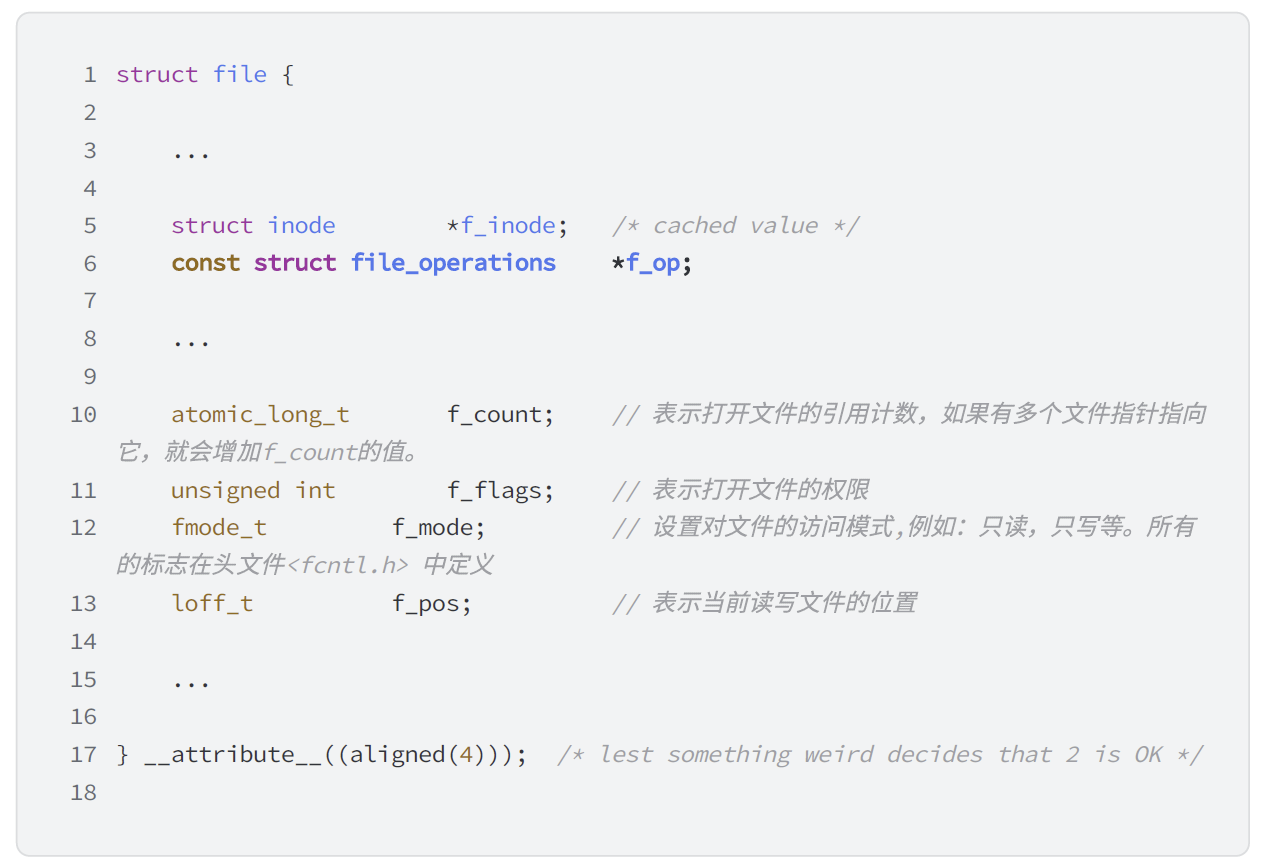 1 struct file {
2
3     ...
4
5     struct inode        *f_inode;   /* cached value */
6     const struct file_operations    *f_op;
7
8     ...
9
10     atomic_long_t       f_count;    // 表示打开文件的引用计数，如果有多个文件指针指向
它，就会增加f_count的值。
11     unsigned int        f_flags;    // 表示打开文件的权限
12     fmode_t         f_mode;         // 设置对文件的访问模式,例如：只读，只写等。所有
的标志在头文件<fcntl.h> 中定义
13     loff_t          f_pos;          // 表示当前读写文件的位置
14
15     ...
16
17 } __attribute__((aligned(4)));  /* lest something weird decides that 2 is OK */
18